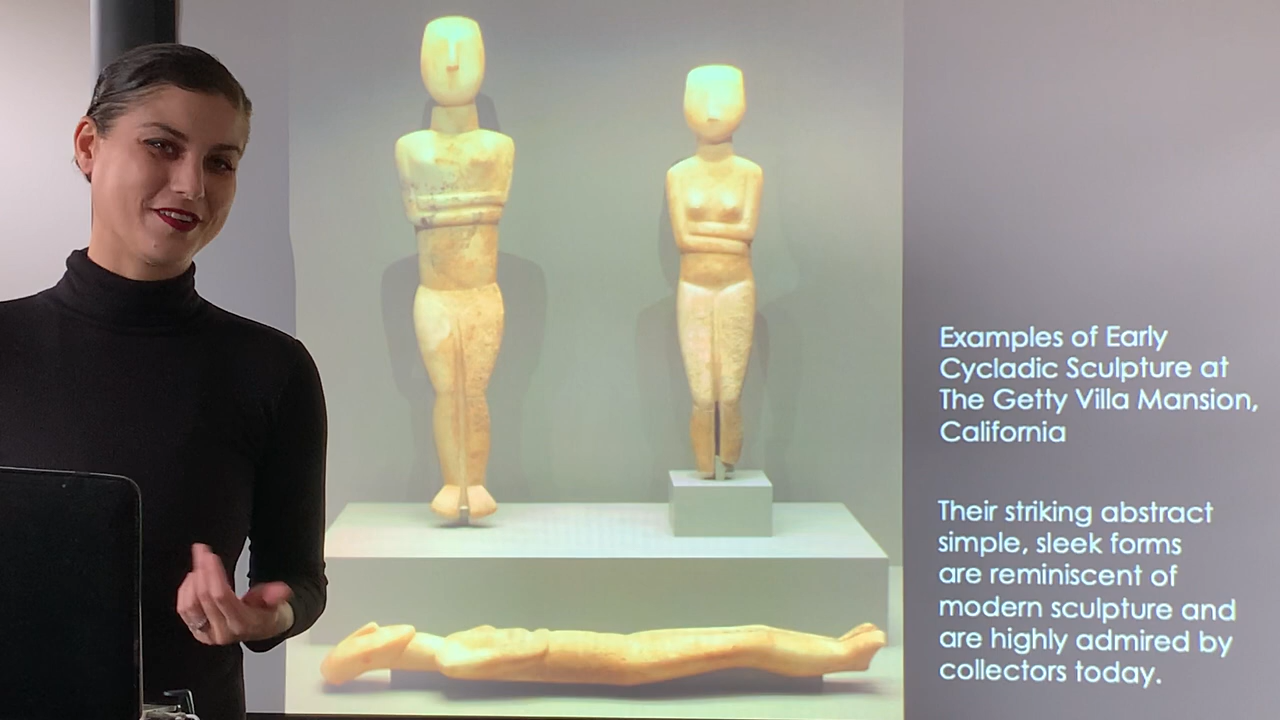 Examples of Early
Cycladic Sculpture at
The Getty Villa Mansion,
California
Their striking abstract
simple, sleek forms
are reminiscent of
modern sculpture and
are highly admired by
collectors today.